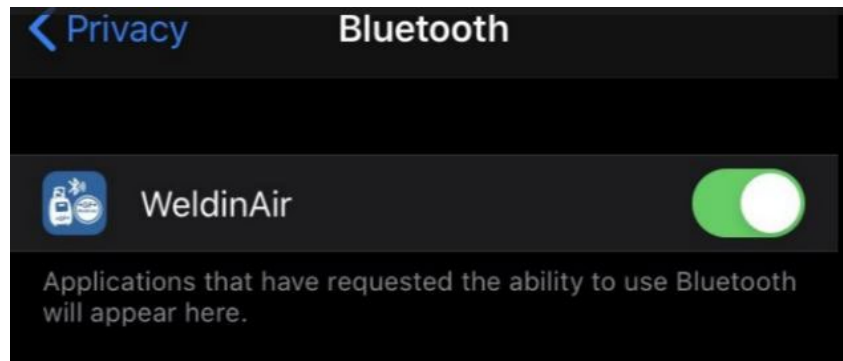 Privacy
Bluetooth
WeldinAir
Applications that have requested the ability to use Bluetooth
will appear here.